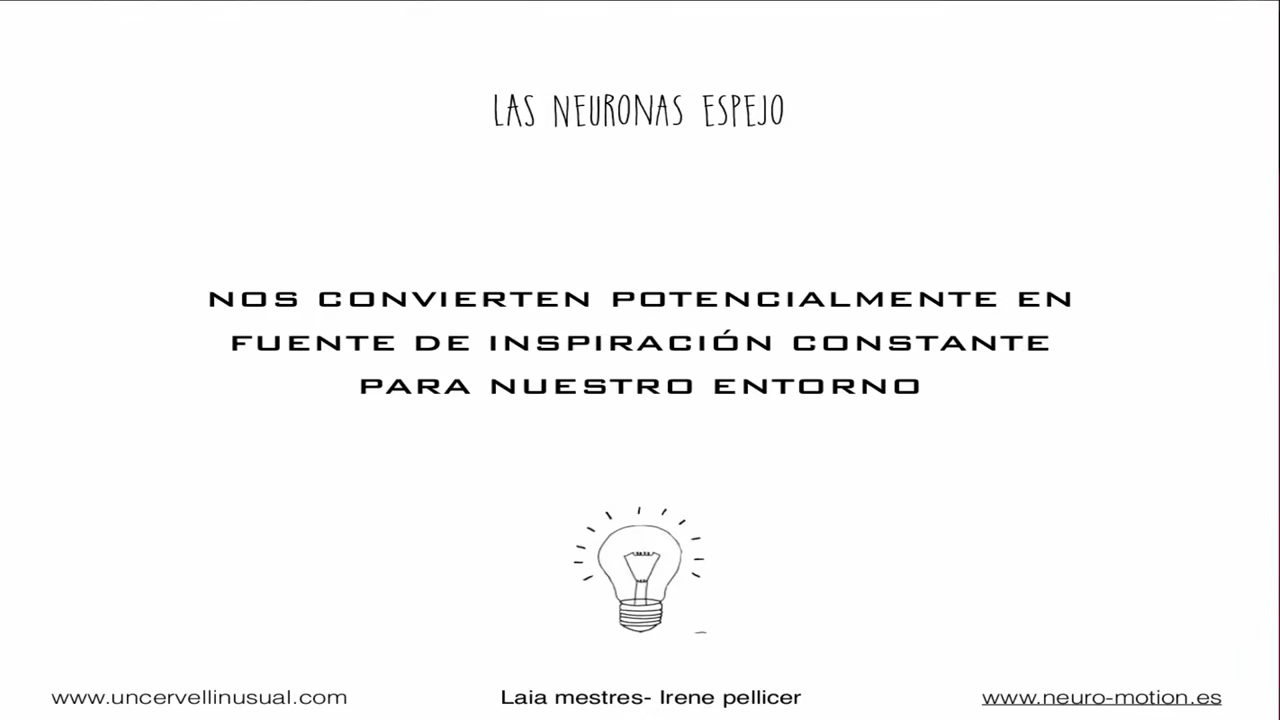 LAS NEURONAS ESPEJO
NOS CONVIERTEN POTENCIALMENTE EN
FUENTE DE INSPIRACIÓN CONSTANTE
PARA NUESTRO ENTORNO
www.uncervellinusual.com
Laia mestres- Irene pellicer
www.neuro-motion.es